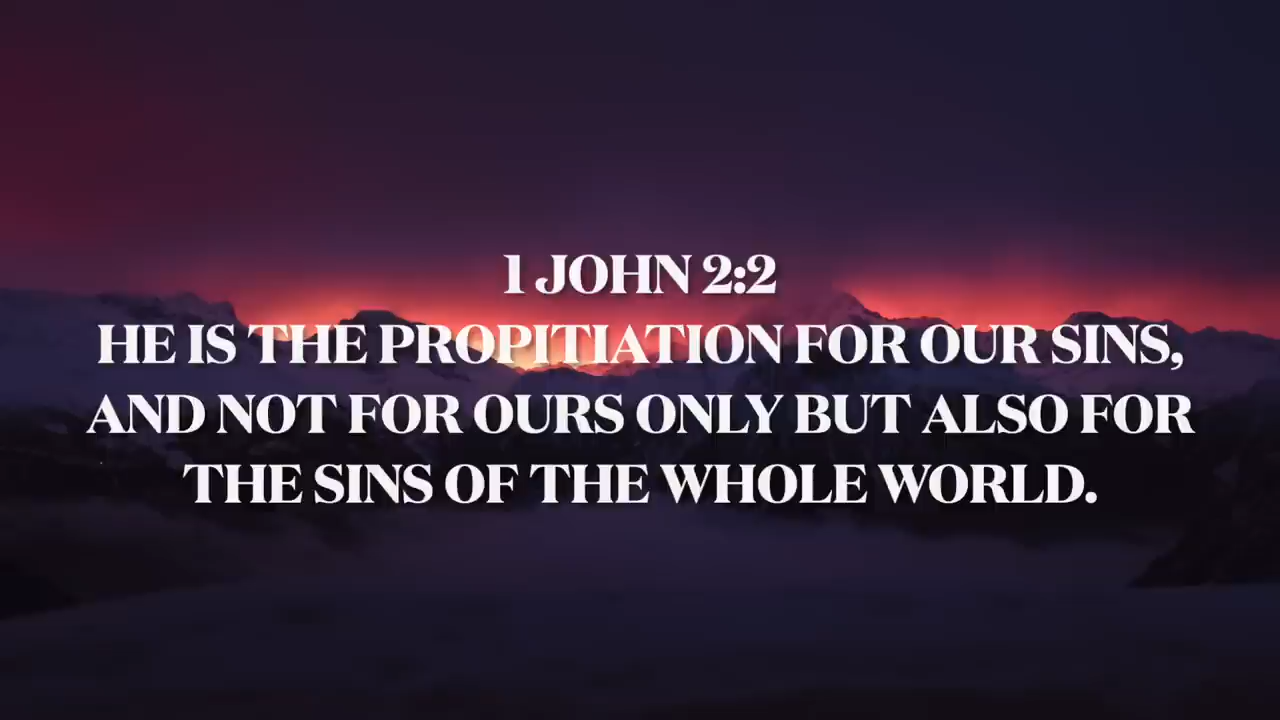 1 JOHN 2:2
HE IS THE PROPITIATION FOR OUR SINS,
AND NOT FOR OURS ONLY BUT ALSO FOR
THE SINS OF THE WHOLE WORLD.